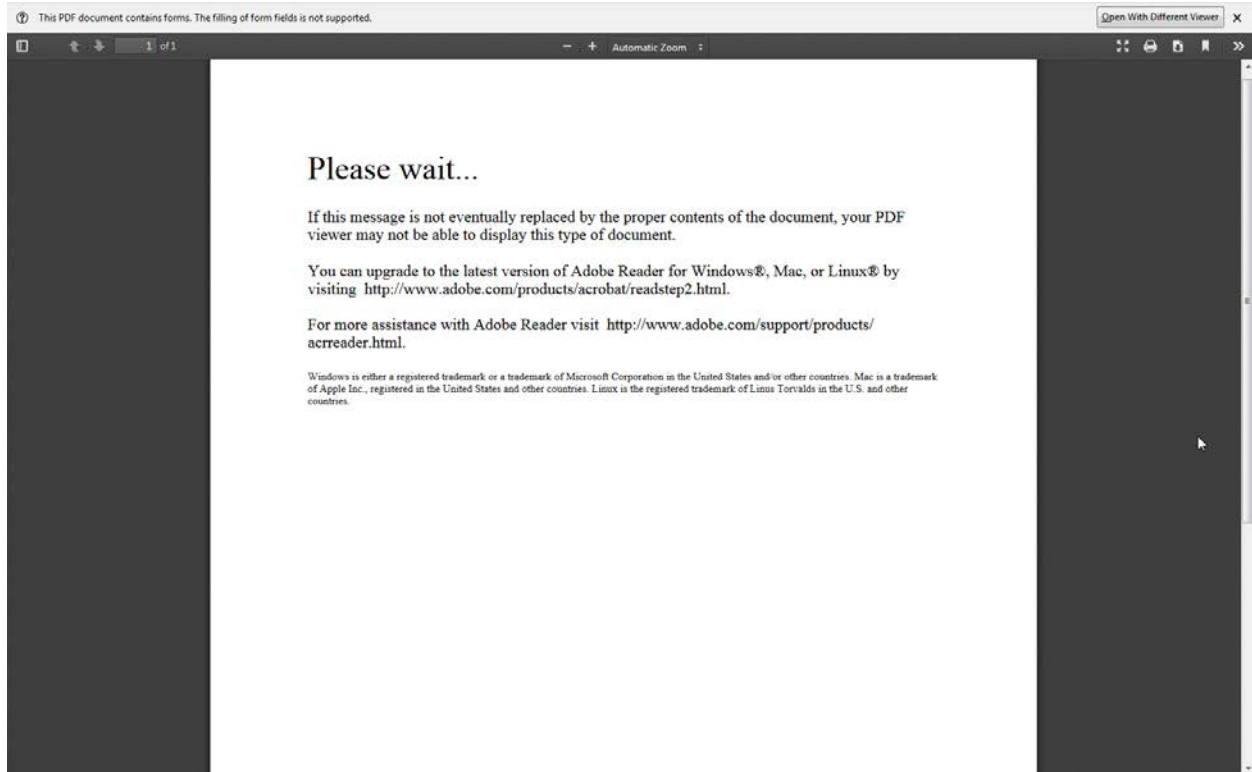 This PDF document contains forms. The filling of form fields is not supported.
Open With Different Viewer
1 of 1
Automatic Zoom
Please wait...
If this message is not eventually replaced by the proper contents of the document, your PDF
viewer may not be able to display this type of document.
You can upgrade to the latest version of Adobe Reader for Windows®, Mac, or Linux® by
visiting http://www.adobe.com/products/acrobat/readstep2.html.
For more assistance with Adobe Reader visit http://www.adobe.com/support/products/
acrreader.html.
Windows is either a registered trademark or a trademark of Microsoft Corporation in the United States and/or other countries. Mac is a trademark
of Apple Inc., registered in the United States and other countries. Linux is the registered trademark of Linus Torvalds in the U.S. and other
countries.